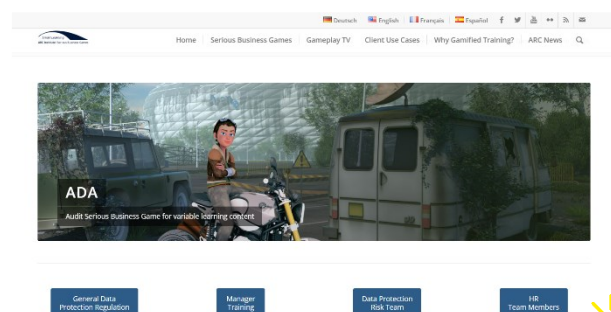 Deutsch English Français Español
Home Serious Business Games Gameplay TV Client Use Cases Why Gamified Training? ARC News
ADA
Audit Serious Business Game for variable learning content
General Data
Protection Regulation
Manager
Training
Data Protection
Risk Team
HR
Team Members